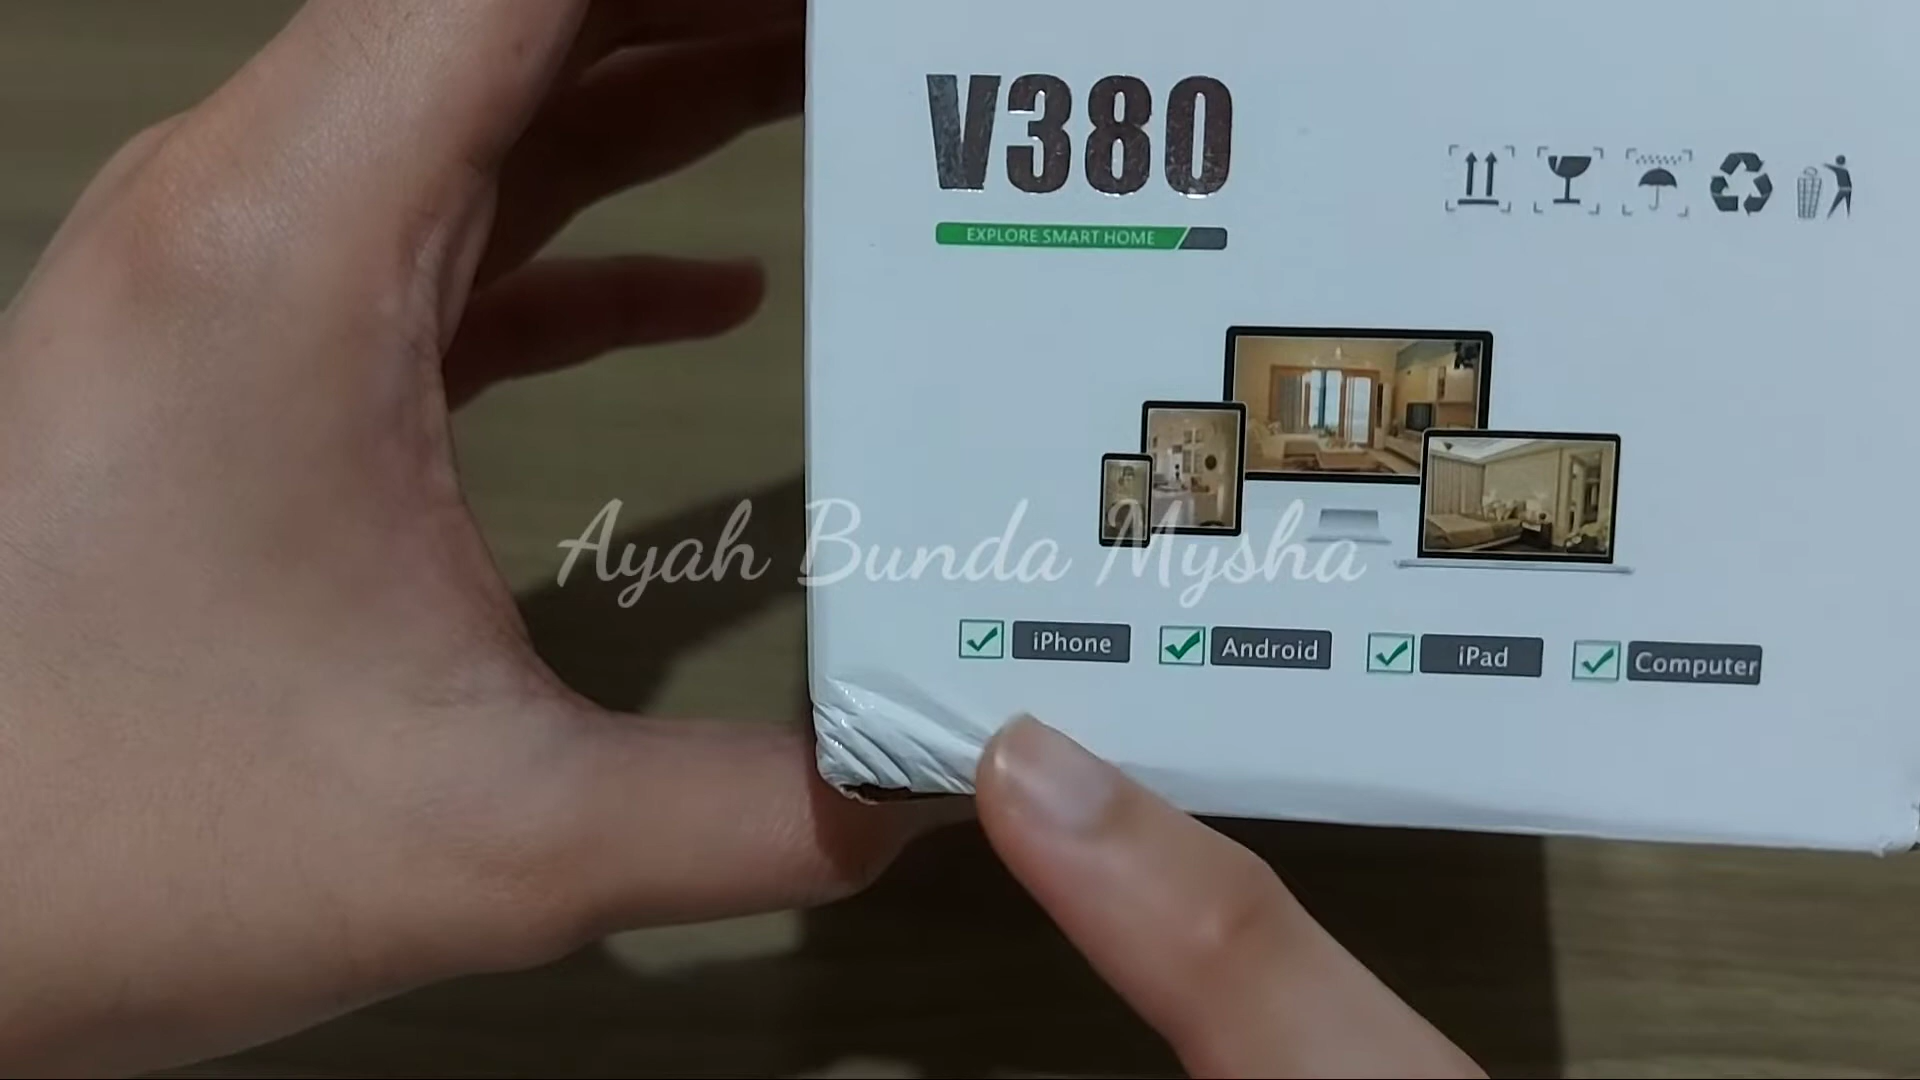 V380
EXPLORE SMART HOME
Ayah Bunda Mysha
iPhone Android iPad Computer